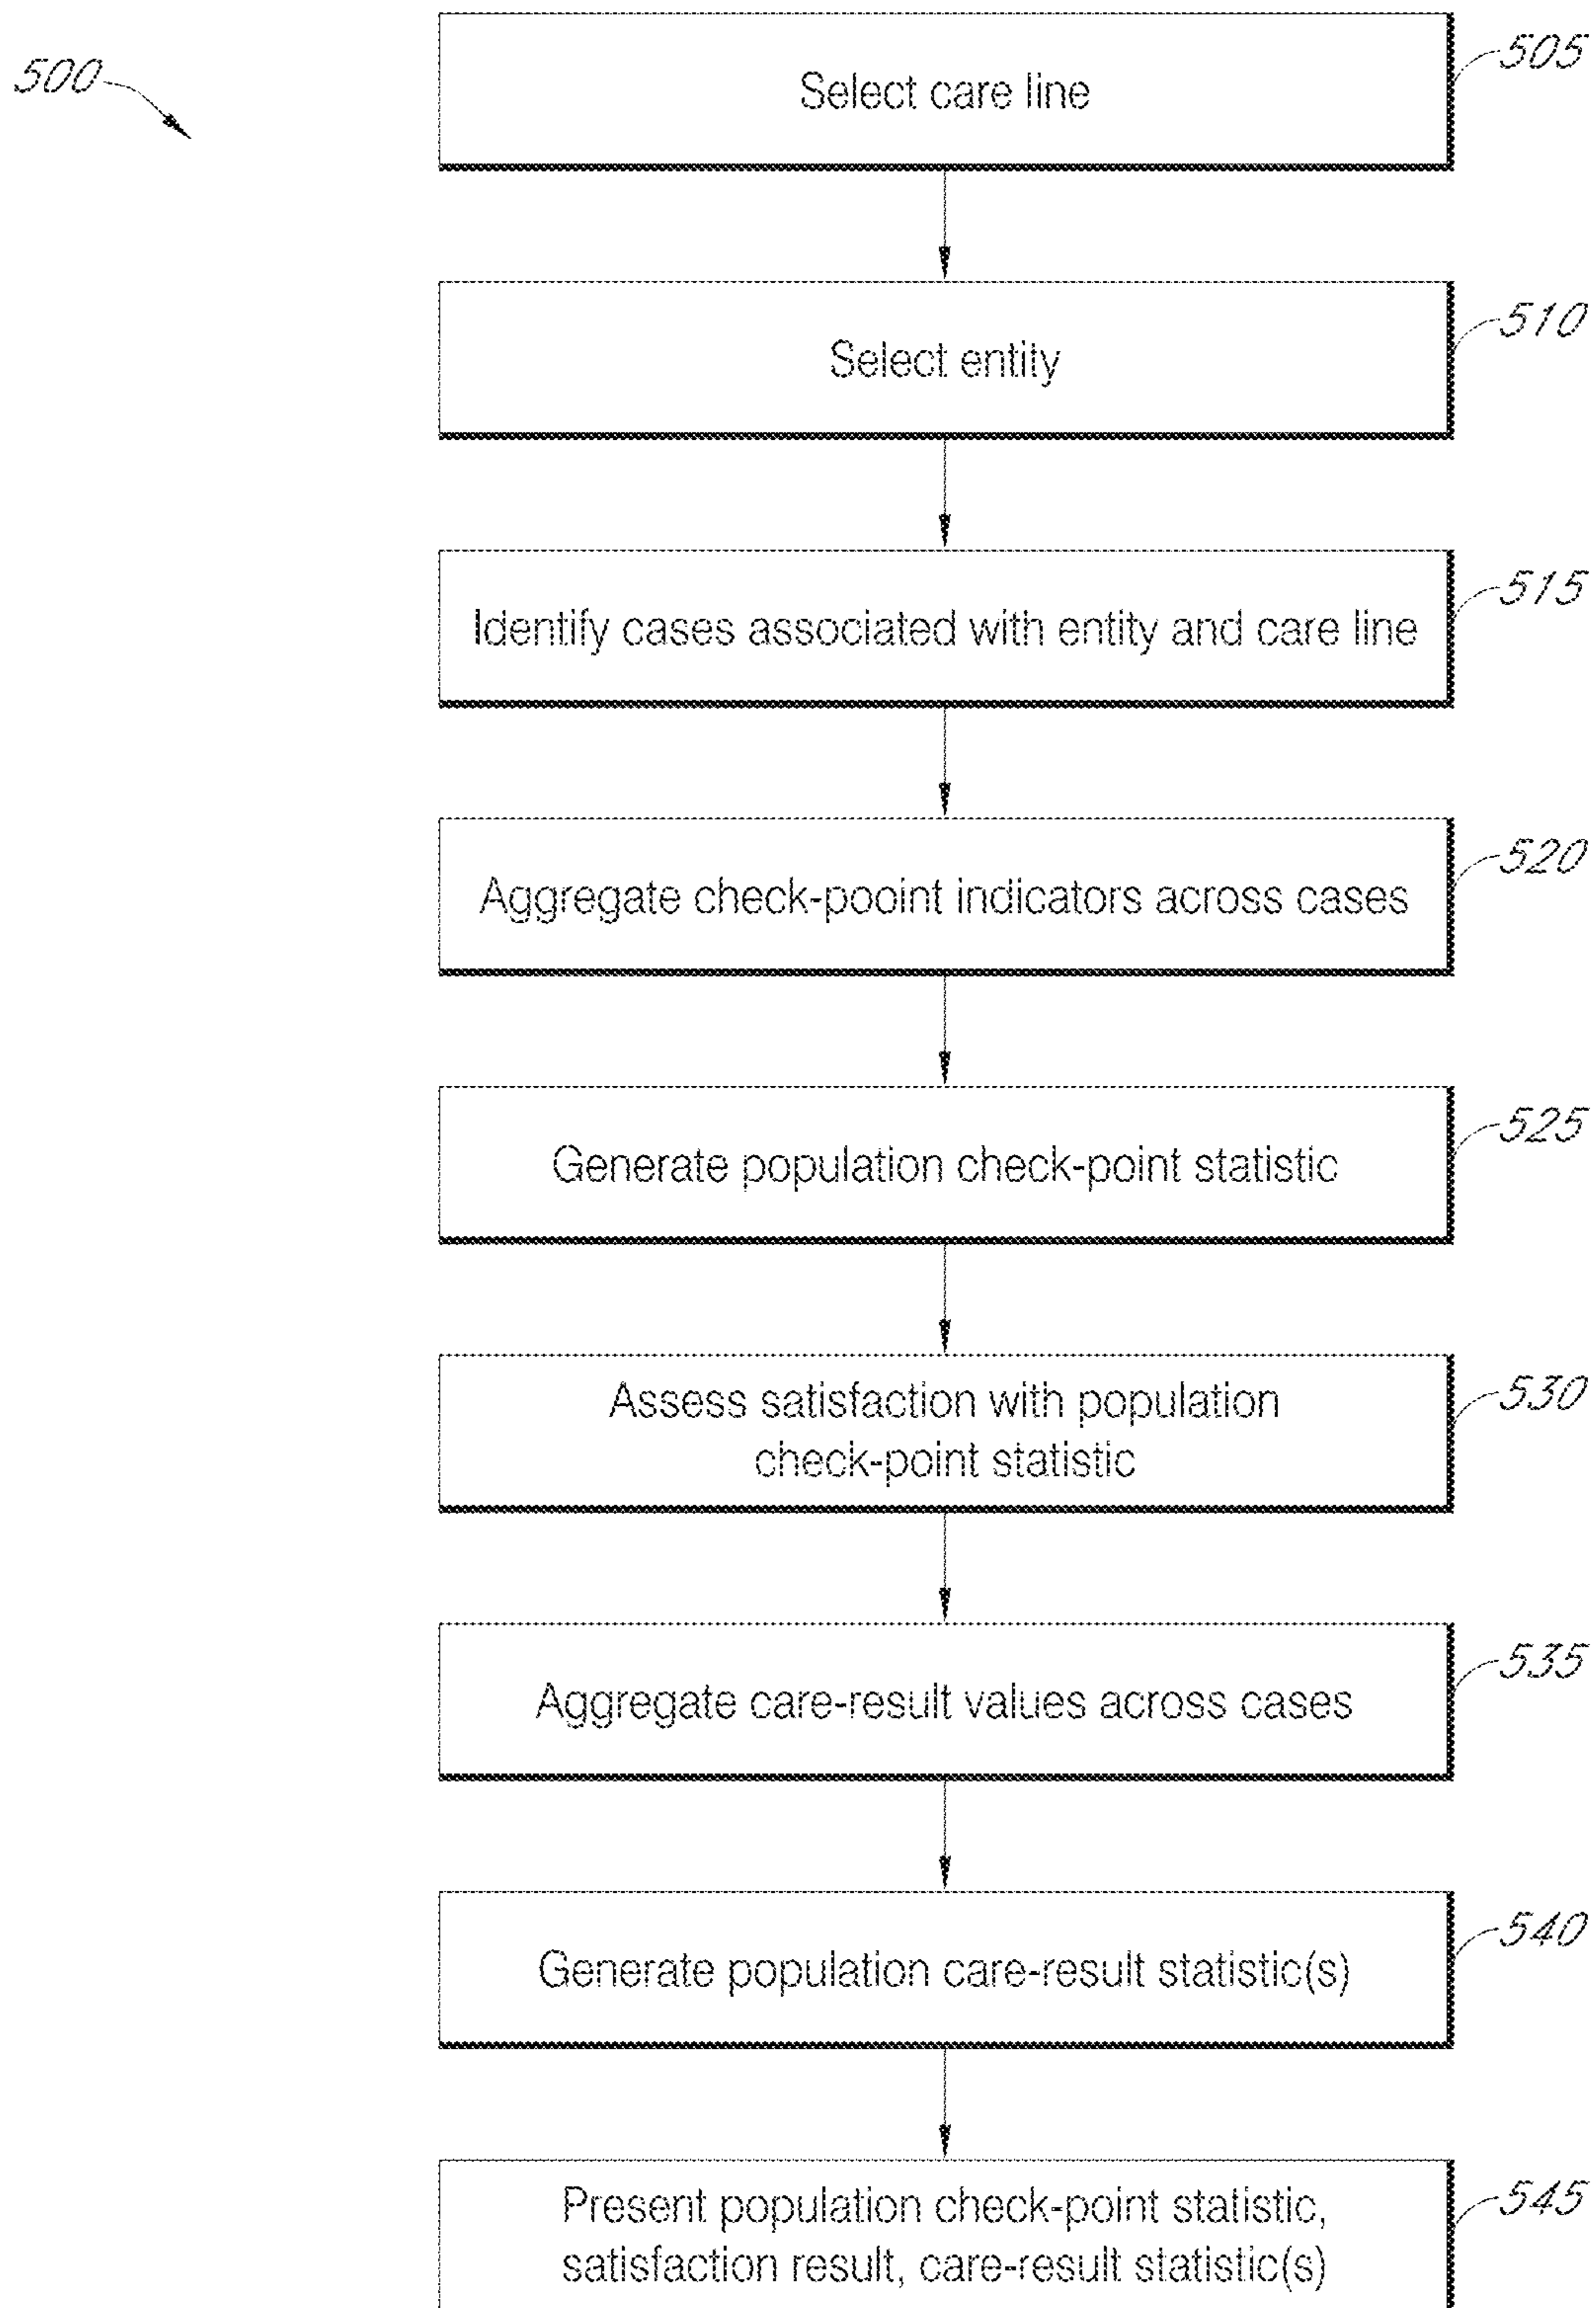 500
Select care line
505
Select entity
510
Identify cases associated with entity and care line
515
Aggregate check-pooint indicators across cases
520
Generate population check-point statistic
525
Assess satisfaction with population
check-point statistic
530
Aggregate care-result values across cases
535
Generate population care-result statistic(s)
540
Present population check-point statistic,
satisfaction result, care-result statistic(s)
545